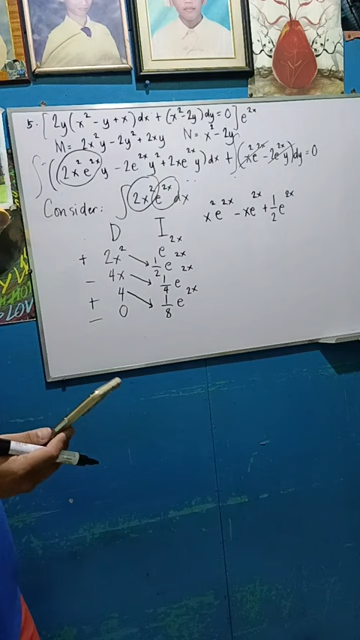 5. [2y(x² - y + x)dx + (x² - 2y)dy = 0] e^2x
M = 2x²y - 2y² + 2xy N = x² - 2y
∫(2x²e^2x y - 2e^2x y² + 2xe^2x y)dx + ∫(x²e^2x - 2e^2x y)dy = 0
Consider: ∫2x²e^2x dx
x²e^2x - xe^2x + 1/2 e^2x
D I
+ 2x² e^2x
- 4x 1/2 e^2x
+ 4 1/4 e^2x
- 0 1/8 e^2x